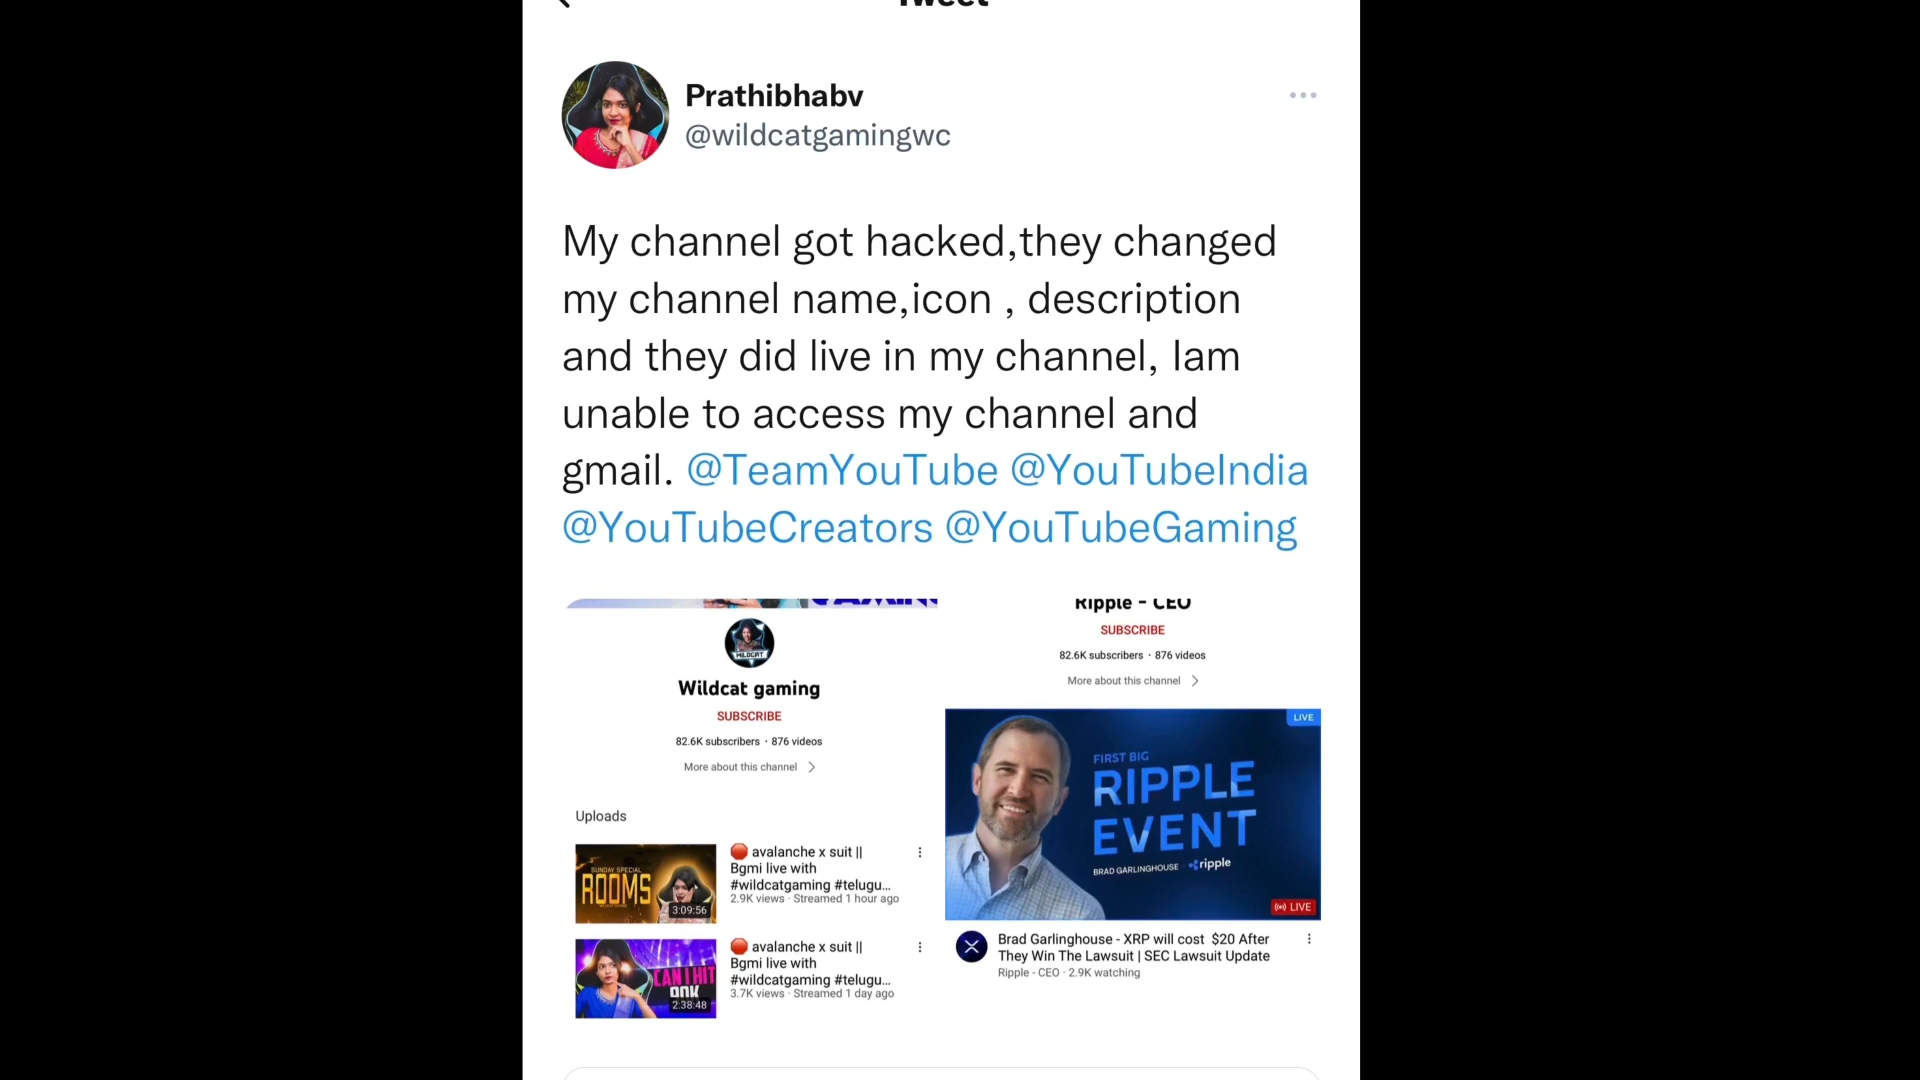 Tweet
Prathibhabv
@wildcatgamingwc
My channel got hacked,they changed
my channel name,icon , description
and they did live in my channel, Iam
unable to access my channel and
gmail. @TeamYouTube @YouTubeIndia
@YouTubeCreators @YouTubeGaming
WILDCAT
Wildcat gaming
SUBSCRIBE
82.6K subscribers · 876 videos
More about this channel
Uploads
SUNDAY SPECIAL
ROOMS
3:09:56
avalanche x suit ||
Bgmi live with
#wildcatgaming #telugu...
2.9K views · Streamed 1 hour ago
CAN I HIT
2:38:48
avalanche x suit ||
Bgmi live with
#wildcatgaming #telugu...
3.7K views · Streamed 1 day ago
Ripple - CEO
SUBSCRIBE
82.6K subscribers · 876 videos
More about this channel
LIVE
FIRST BIG
RIPPLE
EVENT
BRAD GARLINGHOUSE ripple
LIVE
Brad Garlinghouse - XRP will cost $20 After
They Win The Lawsuit | SEC Lawsuit Update
Ripple - CEO · 2.9K watching